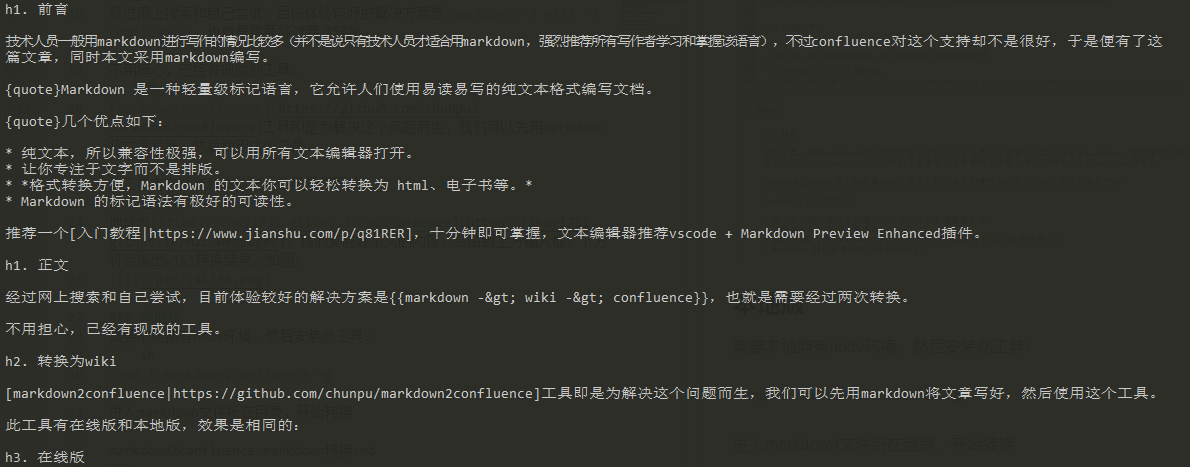 h1. 前言
技术人员一般用markdown进行写作的情况比较多（并不是说只有技术人员才适合用markdown，强烈推荐所有写作者学习和掌握该语言），不过confluence对这个支持却不是很好，于是便有了这
篇文章，同时本文采用markdown编写。
{quote}Markdown 是一种轻量级标记语言，它允许人们使用易读易写的纯文本格式编写文档。
{quote}几个优点如下：
* 纯文本，所以兼容性极强，可以用所有文本编辑器打开。
* 让你专注于文字而不是排版。
* *格式转换方便，Markdown 的文本你可以轻松转换为 html、电子书等。*
* Markdown 的标记语法有极好的可读性。
推荐一个[入门教程|https://www.jianshu.com/p/q81RER]，十分钟即可掌握，文本编辑器推荐vscode + Markdown Preview Enhanced插件。
h1. 正文
经过网上搜索和自己尝试，目前体验较好的解决方案是{{markdown -&gt; wiki -&gt; confluence}}，也就是需要经过两次转换。
不用担心，已经有现成的工具。
h2. 转换为wiki
[markdown2confluence|https://github.com/chunpu/markdown2confluence]工具即是为解决这个问题而生，我们可以先用markdown将文章写好，然后使用这个工具。
此工具有在线版和本地版，效果是相同的：
h3. 在线版